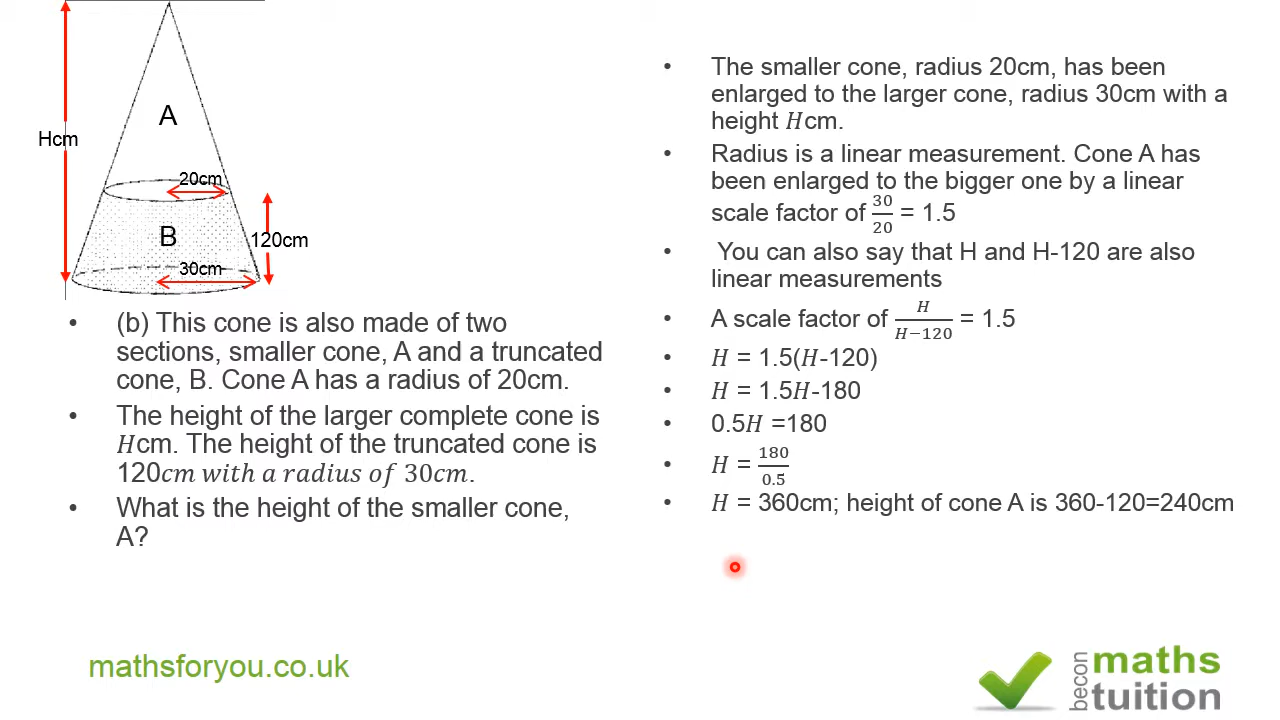 A
Hcm
20cm
B
120cm
30cm
• (b) This cone is also made of two
sections, smaller cone, A and a truncated
cone, B. Cone A has a radius of 20cm.
• The height of the larger complete cone is
𝐻cm. The height of the truncated cone is
120𝑐𝑚 𝑤𝑖𝑡ℎ 𝑎 𝑟𝑎𝑑𝑖𝑢𝑠 𝑜𝑓 30𝑐𝑚.
• What is the height of the smaller cone,
A?
• The smaller cone, radius 20cm, has been
enlarged to the larger cone, radius 30cm with a
height 𝐻cm.
• Radius is a linear measurement. Cone A has
been enlarged to the bigger one by a linear
scale factor of 30/20 = 1.5
• You can also say that H and H-120 are also
linear measurements
• A scale factor of 𝐻/(𝐻−120) = 1.5
• 𝐻 = 1.5(𝐻-120)
• 𝐻 = 1.5𝐻-180
• 0.5𝐻 =180
• 𝐻 = 180/0.5
• 𝐻 = 360cm; height of cone A is 360-120=240cm
mathsforyou.co.uk
becon
maths
tuition